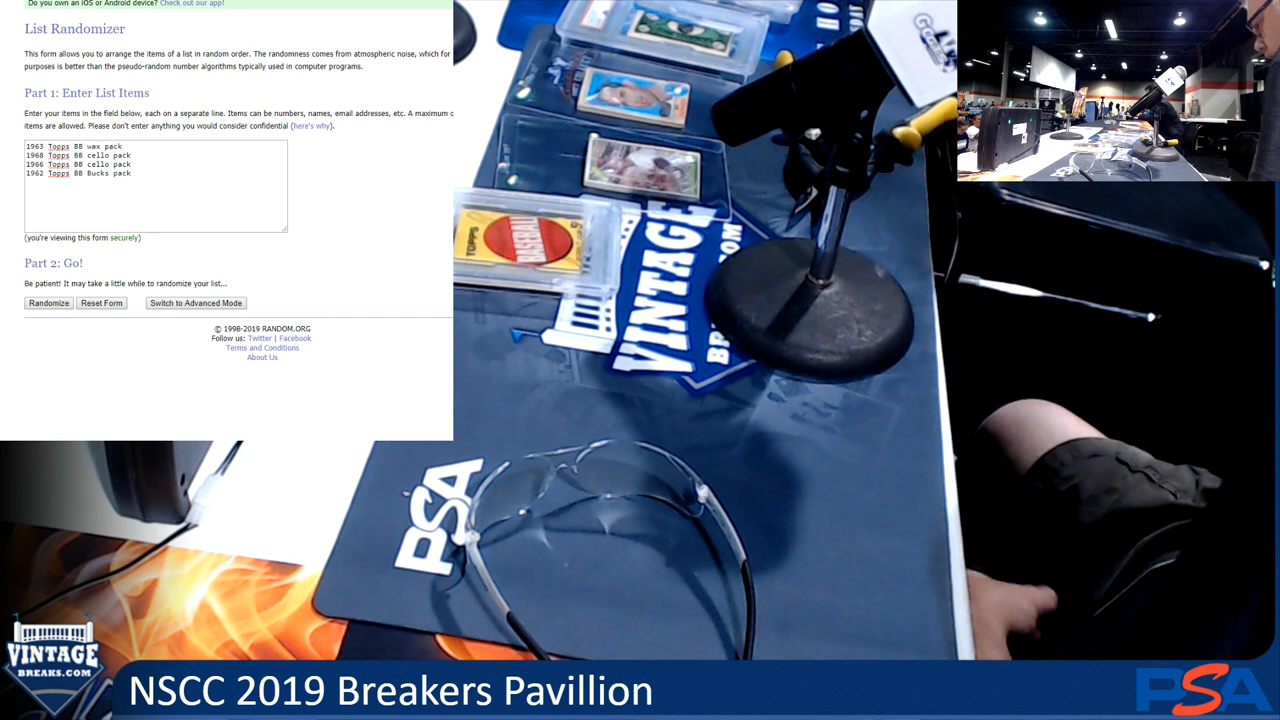 Do you own an iOS or Android device? Check out our app!
List Randomizer
This form allows you to arrange the items of a list in random order. The randomness comes from atmospheric noise, which for
purposes is better than the pseudo-random number algorithms typically used in computer programs.
Part 1: Enter List Items
Enter your items in the field below, each on a separate line. Items can be numbers, names, email addresses, etc. A maximum
items are allowed. Please don't enter anything you would consider confidential (here's why).
1963 Topps BB wax pack
1968 Topps BB cello pack
1966 Topps BB cello pack
1962 Topps BB Bucks pack
(you're viewing this form securely)
Part 2: Go!
Be patient! It may take a little while to randomize your list...
Randomize
Reset Form
Switch to Advanced Mode
© 1998-2019 RANDOM.ORG
Follow us: Twitter | Facebook
Terms and Conditions
About Us
TOPPS
BASEBALL
VINTAGE
PSA
VINTAGE
BREAKS.COM
NSCC 2019 Breakers Pavillion
PSA